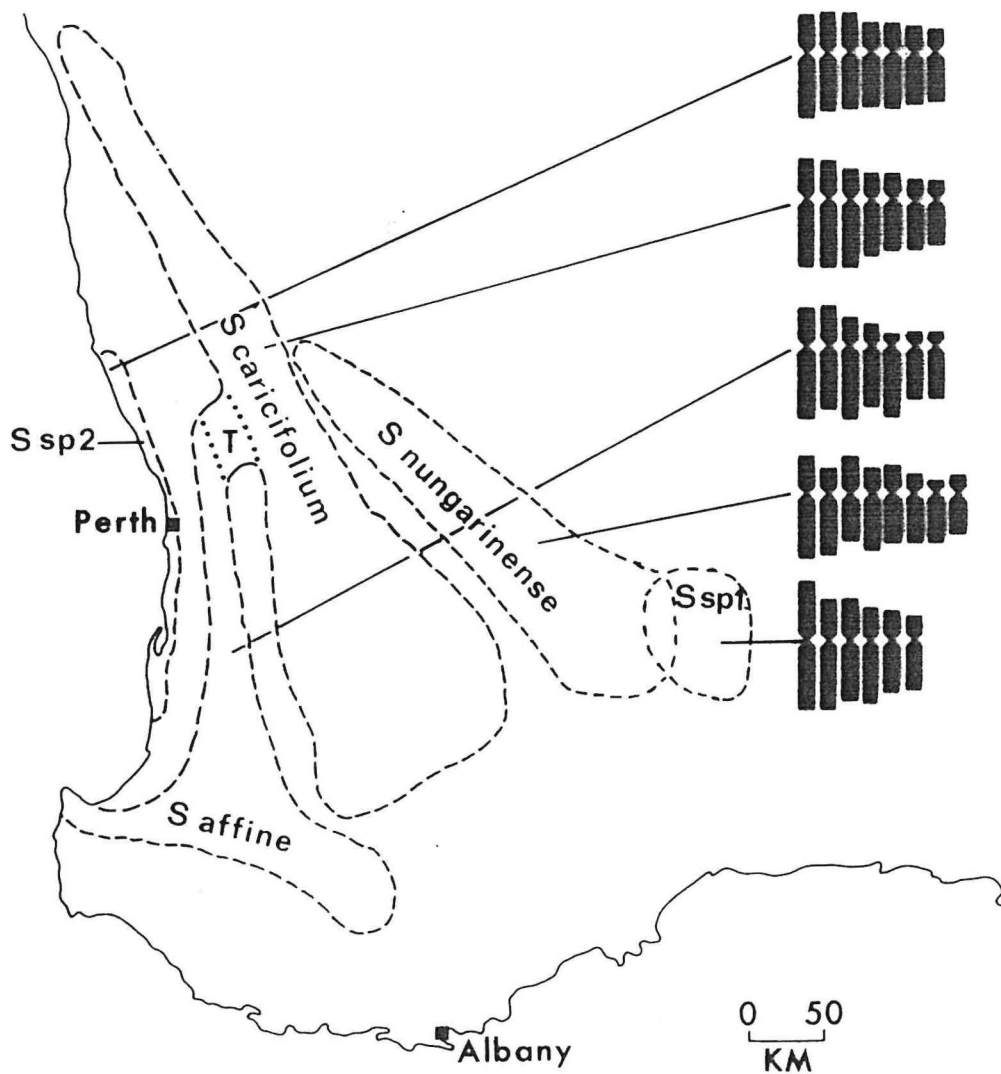 S caricifolium
T
S sp2
S nungarinense
Perth
S sp1
S affine
0 50
KM
Albany